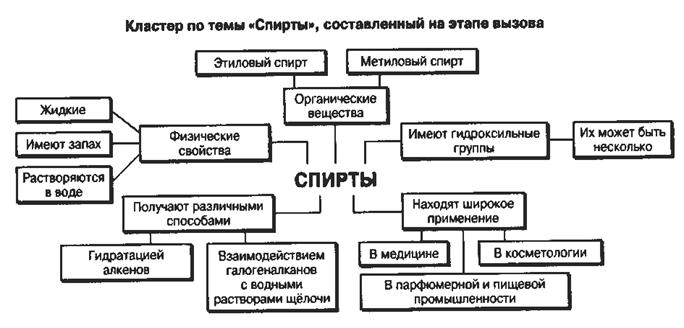 Кластер по темы «Спирты», составленный на этапе вызова
Этиловый спирт
Метиловый спирт
Органические
вещества
Жидкие
Имеют запах
Растворяются
в воде
Физические
свойства
Имеют гидроксильные
группы
Их может быть
несколько
СПИРТЫ
Получают различными
способами
Находят широкое
применение
Гидратацией
алкенов
Взаимодействием
галогеналканов
с водными
растворами щёлочи
В медицине
В косметологии
В парфюмерной и пищевой
промышленности